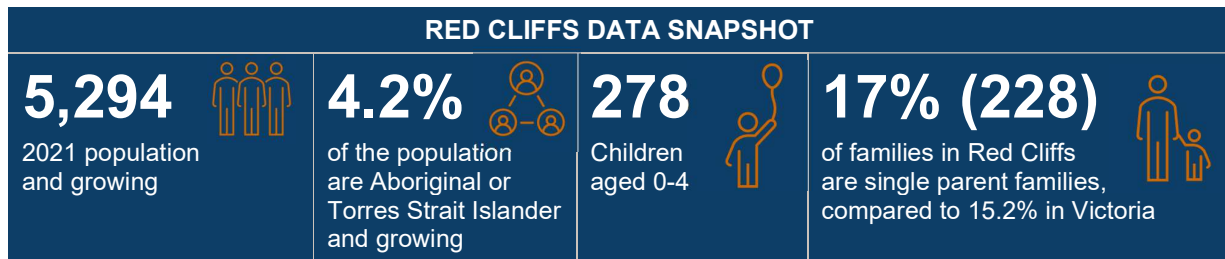 RED CLIFFS DATA SNAPSHOT
5,294
2021 population
and growing
4.2%
of the population
are Aboriginal or
Torres Strait Islander
and growing
278
Children
aged 0-4
17% (228)
of families in Red Cliffs
are single parent families,
compared to 15.2% in Victoria